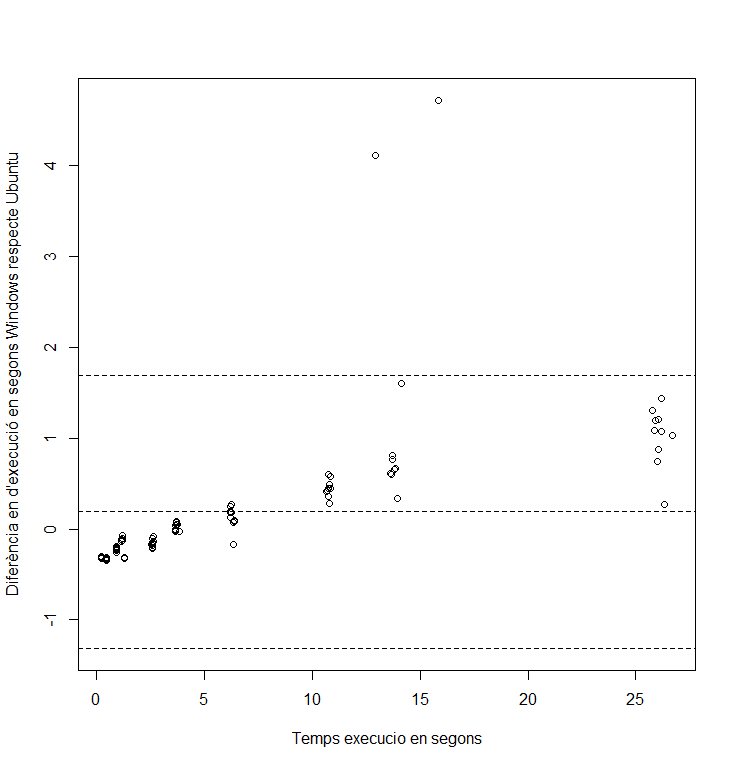 Diferència en d'execució en segons Windows respecte Ubuntu
4
3
2
1
0
-1
0 5 10 15 20 25
Temps execucio en segons